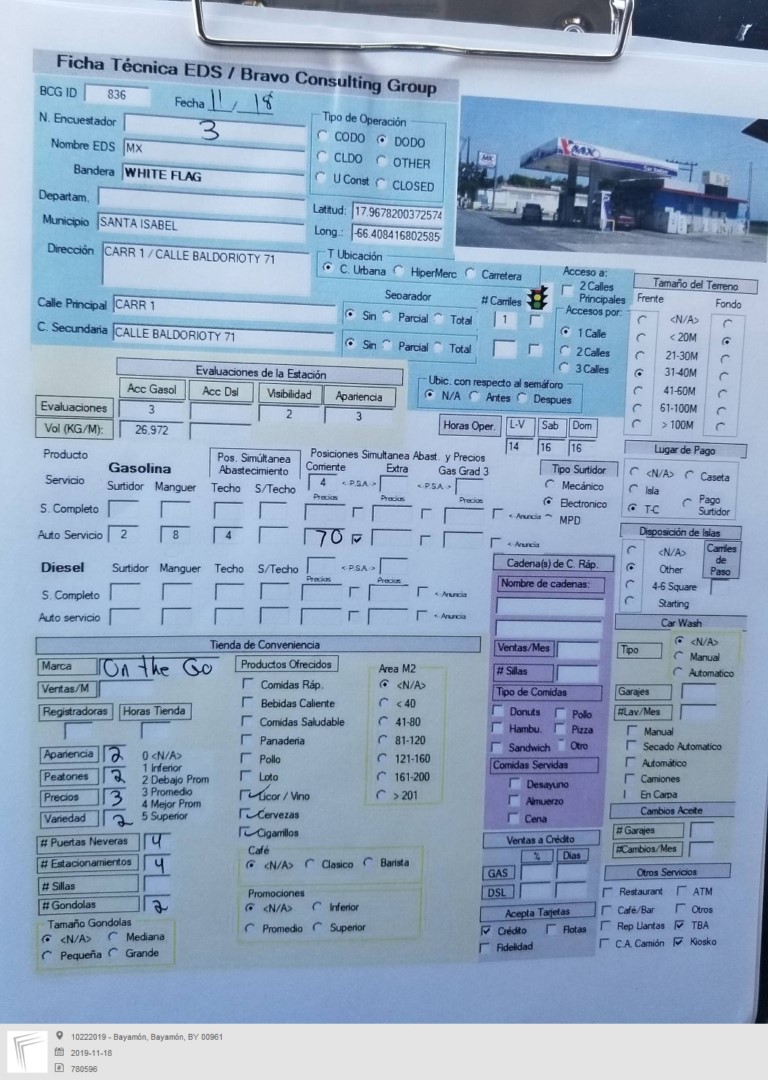 Ficha Técnica EDS / Bravo Consulting Group
BCG ID 836 Fecha 11/18
N. Encuestador 3
Nombre EDS MX
Bandera WHITE FLAG
Departam.
Municipio SANTA ISABEL
Dirección CARR 1 / CALLE BALDORIOTY 71
Calle Principal CARR 1
C. Secundaria CALLE BALDORIOTY 71
Tipo de Operación
CODO DODO
CLDO OTHER
U Const CLOSED
Latitud: 17.9678200372574
Long.: -66.408416802585
MX
T Ubicación
C. Urbana HiperMerc Carretera
Separador # Carriles
Sin Parcial Total 1
Sin Parcial Total
Acceso a:
2 Calles
Principales
Accesos por:
1 Calle
2 Calles
3 Calles
Ubic. con respecto al semáforo
N/A Antes Despues
Tamaño del Terreno
Frente Fondo
<N/A>
< 20M
21-30M
31-40M
41-60M
61-100M
> 100M
Evaluaciones de la Estación
Acc Gasol Acc Dsl Visibilidad Apariencia
Evaluaciones 3 2 3
Vol (KG/M): 26,972
Horas Oper. L-V Sab Dom
14 16 16
Producto
Servicio
Gasolina
Surtidor Manguer
Pos. Simúltanea
Abastecimiento
Techo S/Techo
Posiciones Simultanea Abast. y Precios
Corriente Extra Gas Grad 3
4 <-P.S.A.-> <-P.S.A.->
Precios Precios Precios
S. Completo < Anuncia
Auto Servicio 2 8 4 70 < Anuncia
Tipo Surtidor
Mecánico
Electronico
MPD
Lugar de Pago
<N/A> Caseta
Isla
T-C Pago
Surtidor
Disposición de Islas
<N/A>
Other
4-6 Square
Starting
Carriles
de
Paso
Diesel Surtidor Manguer Techo S/Techo <-P.S.A.->
Precios Precios
S. Completo < Anuncia
Auto servicio < Anuncia
Cadena(s) de C. Ráp.
Nombre de cadenas:
Ventas/Mes
# Sillas
Tipo de Comidas
Donuts Pollo
Hambu. Pizza
Sandwich Otro
Comidas Servidas
Desayuno
Almuerzo
Cena
Car Wash
Tipo <N/A>
Manual
Automatico
Garajes
#Lav/Mes
Manual
Secado Automatico
Automático
Camiones
En Carpa
Cambios Aceite
# Garajes
#Cambios/Mes
Tienda de Conveniencia
Marca On the Go
Ventas/M
Registradoras Horas Tienda
Apariencia 2
Peatones 2
Precios 3
Variedad 2
0 <N/A>
1 Inferior
2 Debajo Prom
3 Promedio
4 Mejor Prom
5 Superior
# Puertas Neveras 4
# Estacionamientos 4
# Sillas
# Gondolas 2
Tamaño Gondolas
<N/A> Mediana
Pequeña Grande
Productos Ofrecidos
Comidas Ráp.
Bebidas Caliente
Comidas Saludable
Panaderia
Pollo
Loto
Licor / Vino
Cervezas
Cigarrillos
Area M2
<N/A>
< 40
41-80
81-120
121-160
161-200
> 201
Café
<N/A> Clasico Barista
Promociones
<N/A> Inferior
Promedio Superior
Ventas a Crédito
% Dias
GAS
DSL
Acepta Tarjetas
Crédito Flotas
Fidelidad
Otros Servicios
Restaurant ATM
Café/Bar Otros
Rep Llantas TBA
C.A. Camión Kiosko
10222019 - Bayamón, Bayamón, BY 00961
2019-11-18
780596